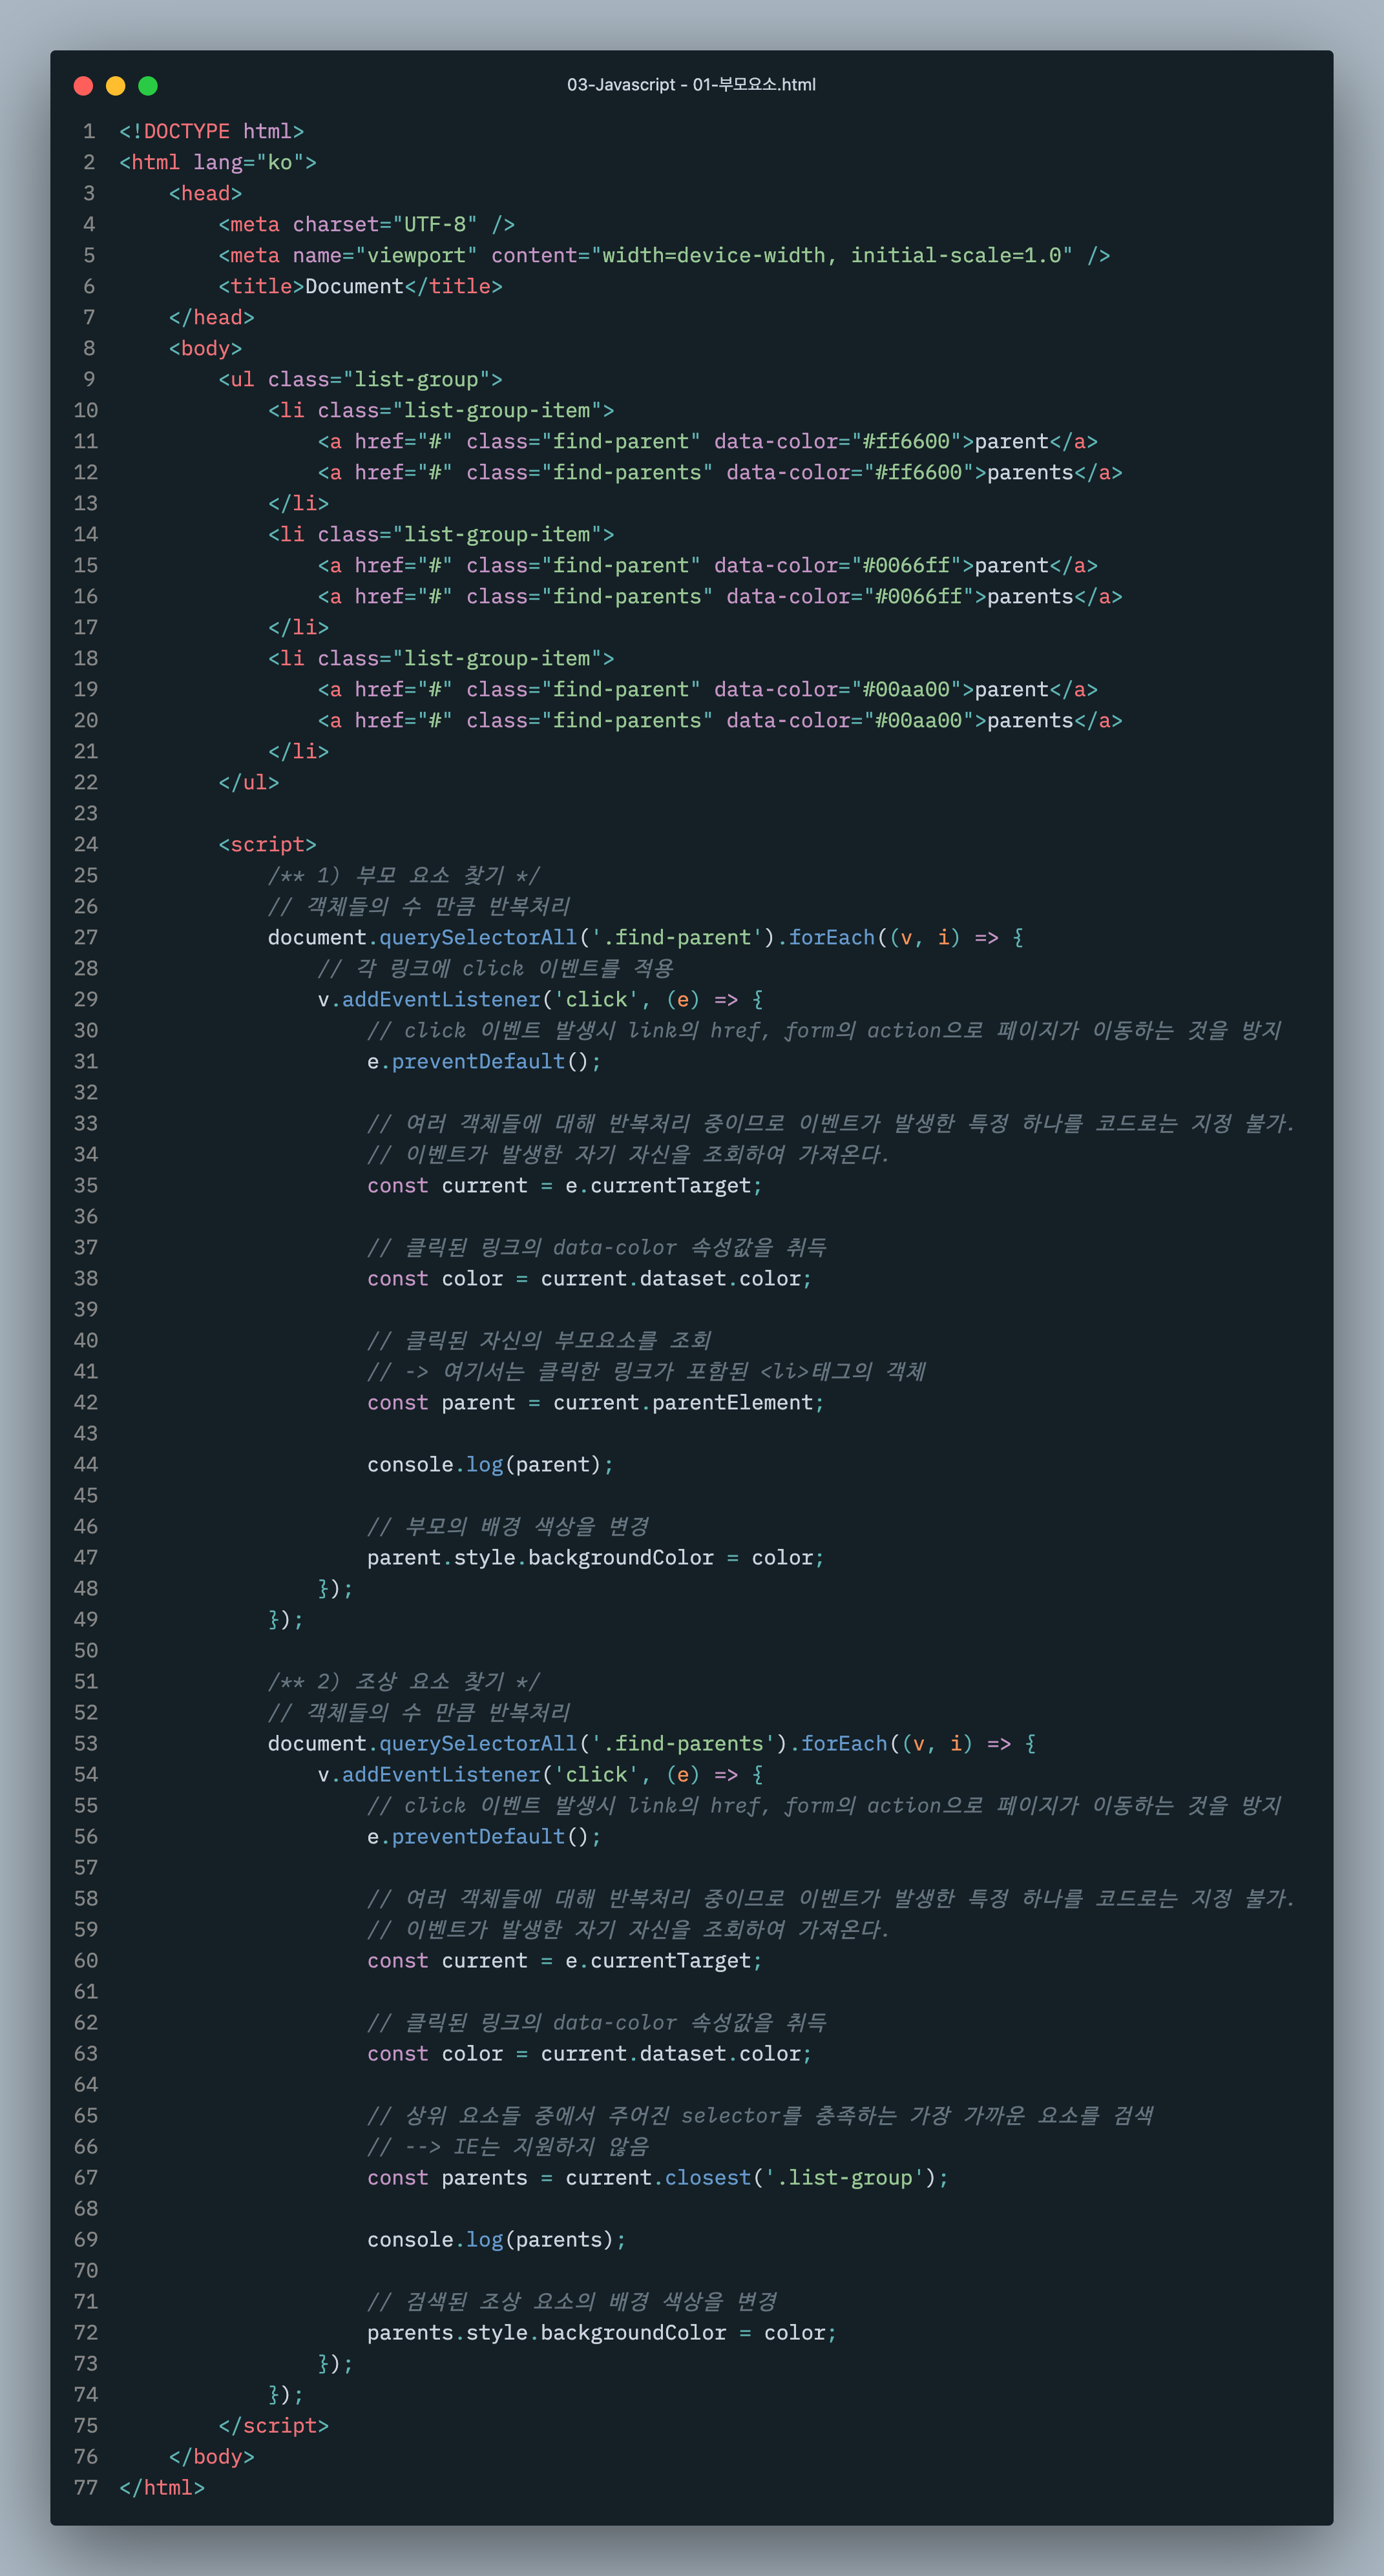 03-Javascript - 01-부모요소.html
1 <!DOCTYPE html>
2 <html lang="ko">
3     <head>
4         <meta charset="UTF-8" />
5         <meta name="viewport" content="width=device-width, initial-scale=1.0" />
6         <title>Document</title>
7     </head>
8     <body>
9         <ul class="list-group">
10             <li class="list-group-item">
11                 <a href="#" class="find-parent" data-color="#ff6600">parent</a>
12                 <a href="#" class="find-parents" data-color="#ff6600">parents</a>
13             </li>
14             <li class="list-group-item">
15                 <a href="#" class="find-parent" data-color="#0066ff">parent</a>
16                 <a href="#" class="find-parents" data-color="#0066ff">parents</a>
17             </li>
18             <li class="list-group-item">
19                 <a href="#" class="find-parent" data-color="#00aa00">parent</a>
20                 <a href="#" class="find-parents" data-color="#00aa00">parents</a>
21             </li>
22         </ul>
23
24         <script>
25             /** 1) 부모 요소 찾기 */
26             // 객체들의 수 만큼 반복처리
27             document.querySelectorAll('.find-parent').forEach((v, i) => {
28                 // 각 링크에 click 이벤트를 적용
29                 v.addEventListener('click', (e) => {
30                     // click 이벤트 발생시 link의 href, form의 action으로 페이지가 이동하는 것을 방지
31                     e.preventDefault();
32
33                     // 여러 객체들에 대해 반복처리 중이므로 이벤트가 발생한 특정 하나를 코드로는 지정 불가.
34                     // 이벤트가 발생한 자기 자신을 조회하여 가져온다.
35                     const current = e.currentTarget;
36
37                     // 클릭된 링크의 data-color 속성값을 취득
38                     const color = current.dataset.color;
39
40                     // 클릭된 자신의 부모요소를 조회
41                     // -> 여기서는 클릭한 링크가 포함된 <li>태그의 객체
42                     const parent = current.parentElement;
43
44                     console.log(parent);
45
46                     // 부모의 배경 색상을 변경
47                     parent.style.backgroundColor = color;
48                 });
49             });
50
51             /** 2) 조상 요소 찾기 */
52             // 객체들의 수 만큼 반복처리
53             document.querySelectorAll('.find-parents').forEach((v, i) => {
54                 v.addEventListener('click', (e) => {
55                     // click 이벤트 발생시 link의 href, form의 action으로 페이지가 이동하는 것을 방지
56                     e.preventDefault();
57
58                     // 여러 객체들에 대해 반복처리 중이므로 이벤트가 발생한 특정 하나를 코드로는 지정 불가.
59                     // 이벤트가 발생한 자기 자신을 조회하여 가져온다.
60                     const current = e.currentTarget;
61
62                     // 클릭된 링크의 data-color 속성값을 취득
63                     const color = current.dataset.color;
64
65                     // 상위 요소들 중에서 주어진 selector를 충족하는 가장 가까운 요소를 검색
66                     // --> IE는 지원하지 않음
67                     const parents = current.closest('.list-group');
68
69                     console.log(parents);
70
71                     // 검색된 조상 요소의 배경 색상을 변경
72                     parents.style.backgroundColor = color;
73                 });
74             });
75         </script>
76     </body>
77 </html>